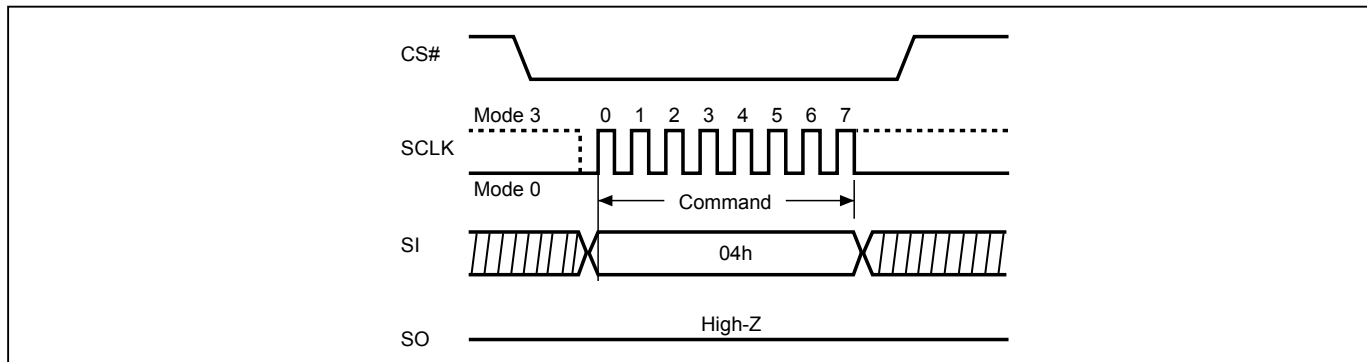 CS#
Mode 3
0 1 2 3 4 5 6 7
SCLK
Mode 0
Command
SI
04h
High-Z
SO